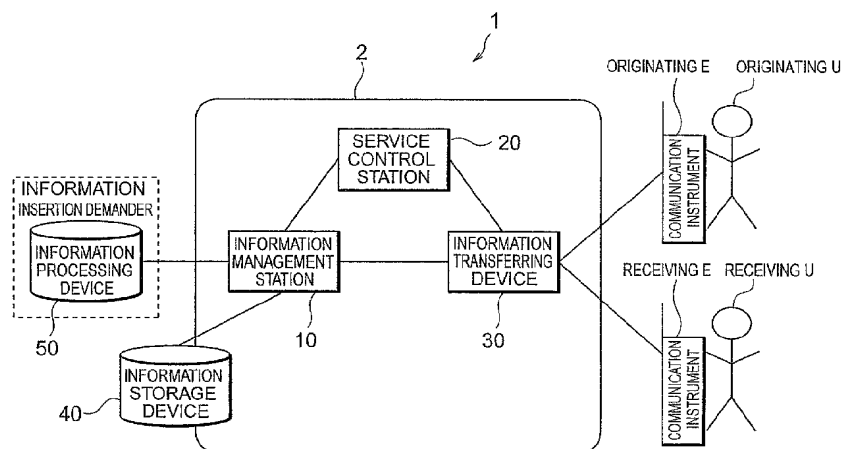 1
2
ORIGINATING E
ORIGINATING U
SERVICE
CONTROL
STATION
20
COMMUNICATION
INSTRUMENT
INFORMATION
INSERTION DEMANDER
INFORMATION
PROCESSING
DEVICE
50
INFORMATION
MANAGEMENT
STATION
10
INFORMATION
TRANSFERRING
DEVICE
30
RECEIVING E
RECEIVING U
COMMUNICATION
INSTRUMENT
INFORMATION
STORAGE
DEVICE
40